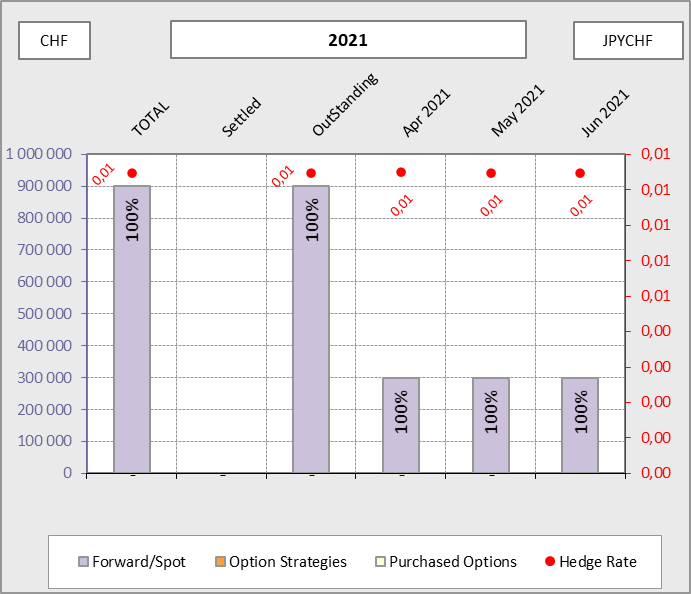 CHF
2021
JPYCHF
TOTAL
Settled
OutStanding
Apr 2021
May 2021
Jun 2021
1 000 000
900 000
800 000
700 000
600 000
500 000
400 000
300 000
200 000
100 000
0
0,01
0,01
0,01
0,01
0,01
100%
100%
100%
100%
100%
0,01
0,01
0,01
0,01
0,01
0,00
0,00
0,00
0,00
0,00
Forward/Spot
Option Strategies
Purchased Options
Hedge Rate